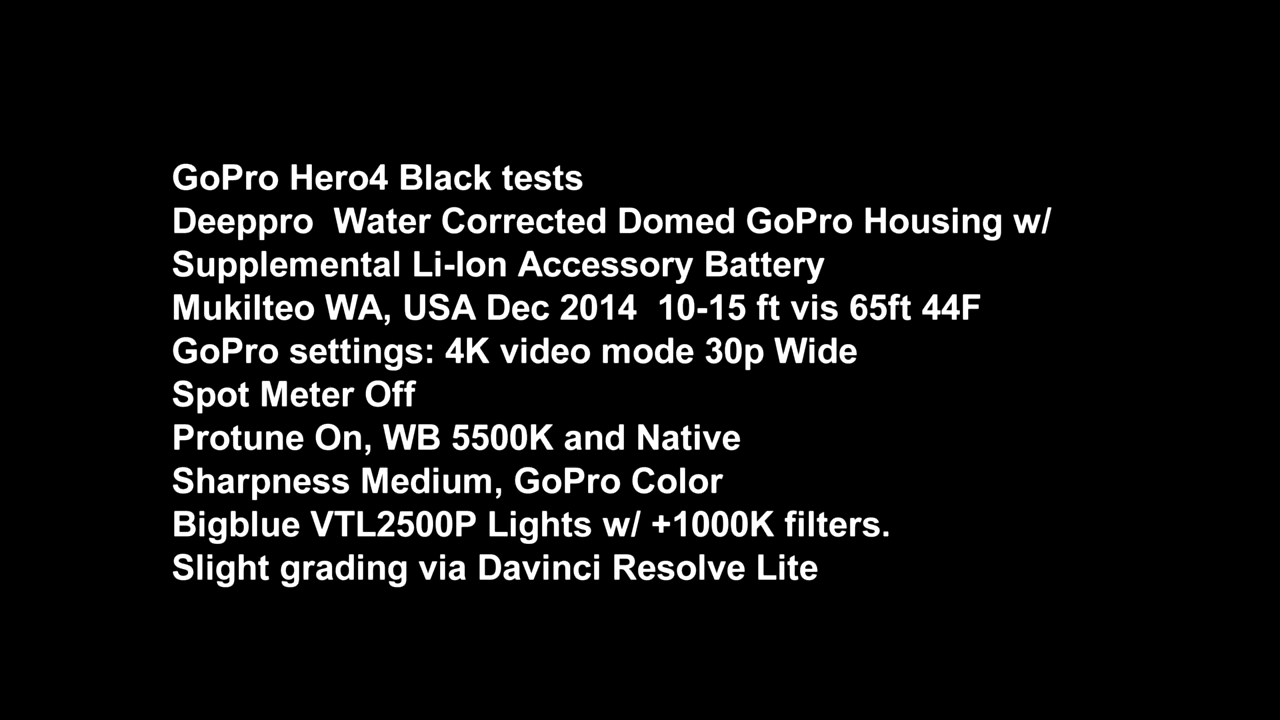 GoPro Hero4 Black tests
Deeppro  Water Corrected Domed GoPro Housing w/
Supplemental Li-Ion Accessory Battery
Mukilteo WA, USA Dec 2014  10-15 ft vis 65ft 44F
GoPro settings: 4K video mode 30p Wide
Spot Meter Off
Protune On, WB 5500K and Native
Sharpness Medium, GoPro Color
Bigblue VTL2500P Lights w/ +1000K filters.
Slight grading via Davinci Resolve Lite